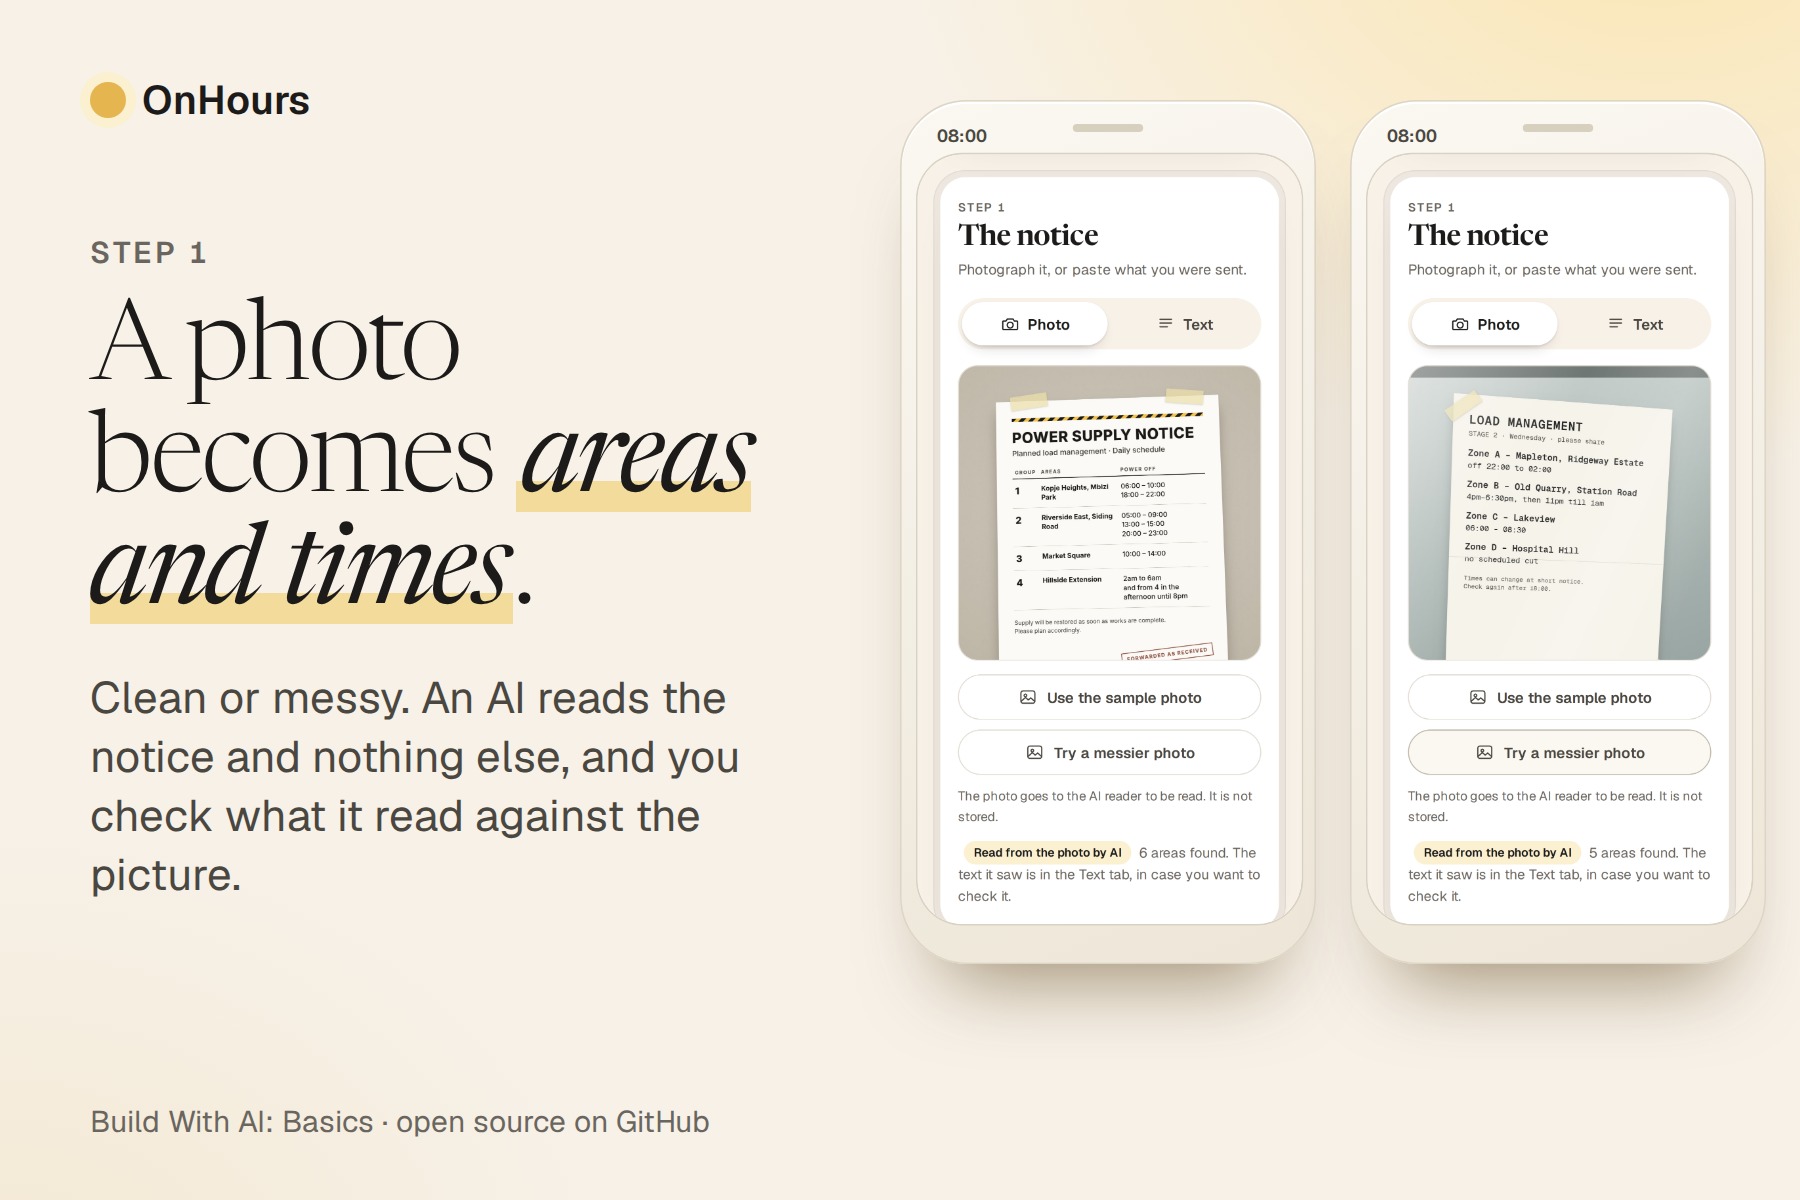 OnHours
STEP 1
A photo
becomes areas
and times.
Clean or messy. An AI reads the
notice and nothing else, and you
check what it read against the
picture.
Build With AI: Basics · open source on GitHub
08:00
STEP 1
The notice
Photograph it, or paste what you were sent.
Photo
Text
POWER SUPPLY NOTICE
Planned load management · Daily schedule
GROUP AREAS POWER OFF
1 Kopje Heights, Mbizi Park 06:00 – 10:00
18:00 – 22:00
2 Riverside East, Siding Road 05:00 – 09:00
13:00 – 15:00
20:00 – 23:00
3 Market Square 10:00 – 14:00
4 Hillside Extension 2am to 6am
and from 4 in the
afternoon until 8pm
Supply will be restored as soon as works are complete.
Please plan accordingly.
FORWARDED AS RECEIVED
Use the sample photo
Try a messier photo
The photo goes to the AI reader to be read. It is not
stored.
Read from the photo by AI 6 areas found. The
text it saw is in the Text tab, in case you want to
check it.
08:00
STEP 1
The notice
Photograph it, or paste what you were sent.
Photo
Text
LOAD MANAGEMENT
STAGE 2 · Wednesday · please share
Zone A - Mapleton, Ridgeway Estate
off 22:00 to 02:00
Zone B - Old Quarry, Station Road
4pm-6:30pm, then 11pm till 1am
Zone C - Lakeview
06:00 - 08:30
Zone D - Hospital Hill
no scheduled cut
Times can change at short notice.
Check again after 18:00.
Use the sample photo
Try a messier photo
The photo goes to the AI reader to be read. It is not
stored.
Read from the photo by AI 5 areas found. The
text it saw is in the Text tab, in case you want to
check it.